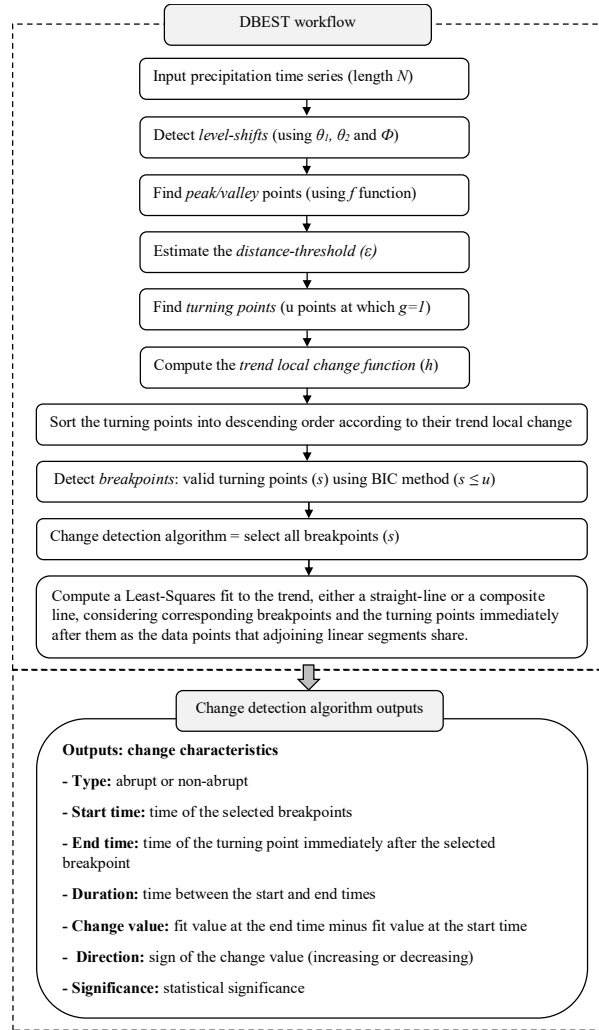 DBEST workflow
Input precipitation time series (length N)
Detect level-shifts (using θ1, θ2 and Φ)
Find peak/valley points (using f function)
Estimate the distance-threshold (ε)
Find turning points (u points at which g=1)
Compute the trend local change function (h)
Sort the turning points into descending order according to their trend local change
Detect breakpoints: valid turning points (s) using BIC method (s ≤ u)
Change detection algorithm = select all breakpoints (s)
Compute a Least-Squares fit to the trend, either a straight-line or a composite
line, considering corresponding breakpoints and the turning points immediately
after them as the data points that adjoining linear segments share.
Change detection algorithm outputs
Outputs: change characteristics
- Type: abrupt or non-abrupt
- Start time: time of the selected breakpoints
- End time: time of the turning point immediately after the selected
breakpoint
- Duration: time between the start and end times
- Change value: fit value at the end time minus fit value at the start time
- Direction: sign of the change value (increasing or decreasing)
- Significance: statistical significance